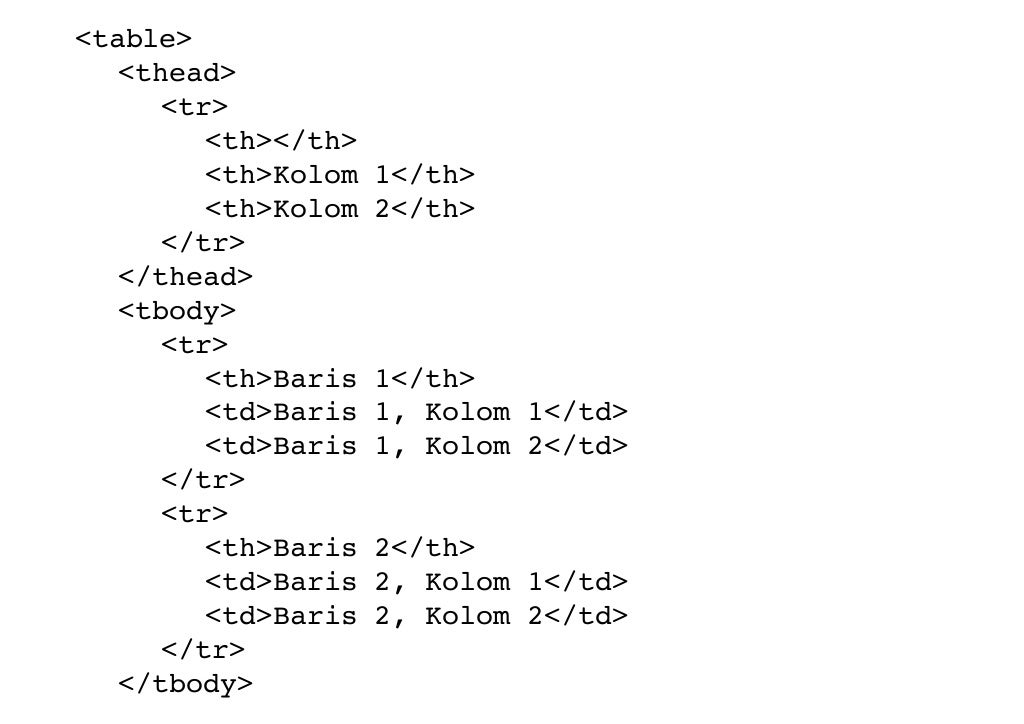 <table>
<thead>
<tr>
<th></th>
<th>Kolom 1</th>
<th>Kolom 2</th>
</tr>
</thead>
<tbody>
<tr>
<th>Baris 1</th>
<td>Baris 1, Kolom 1</td>
<td>Baris 1, Kolom 2</td>
</tr>
<tr>
<th>Baris 2</th>
<td>Baris 2, Kolom 1</td>
<td>Baris 2, Kolom 2</td>
</tr>
</tbody>